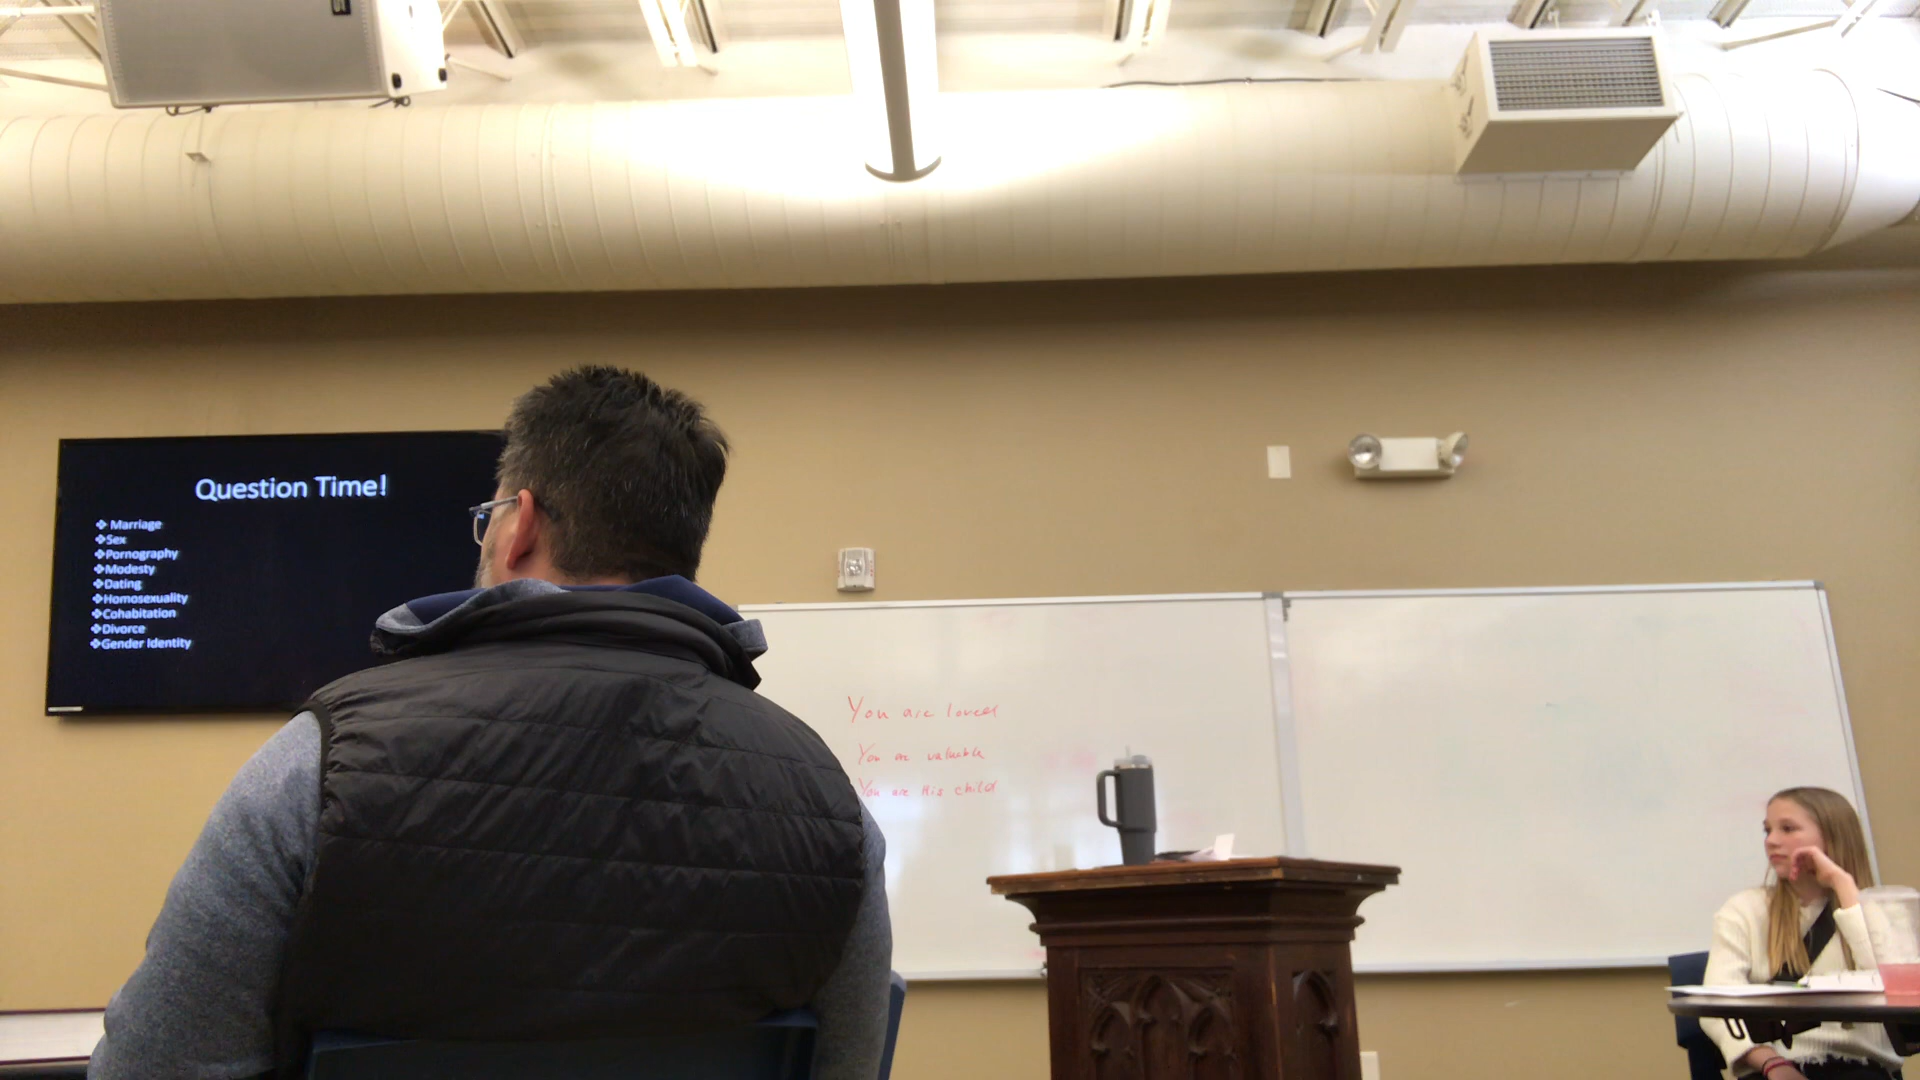 Question Time!
❖ Marriage
❖Sex
❖Pornography
❖Modesty
❖Dating
❖Homosexuality
❖Cohabitation
❖Divorce
❖Gender Identity
You are loved
You are valuable
You are His child